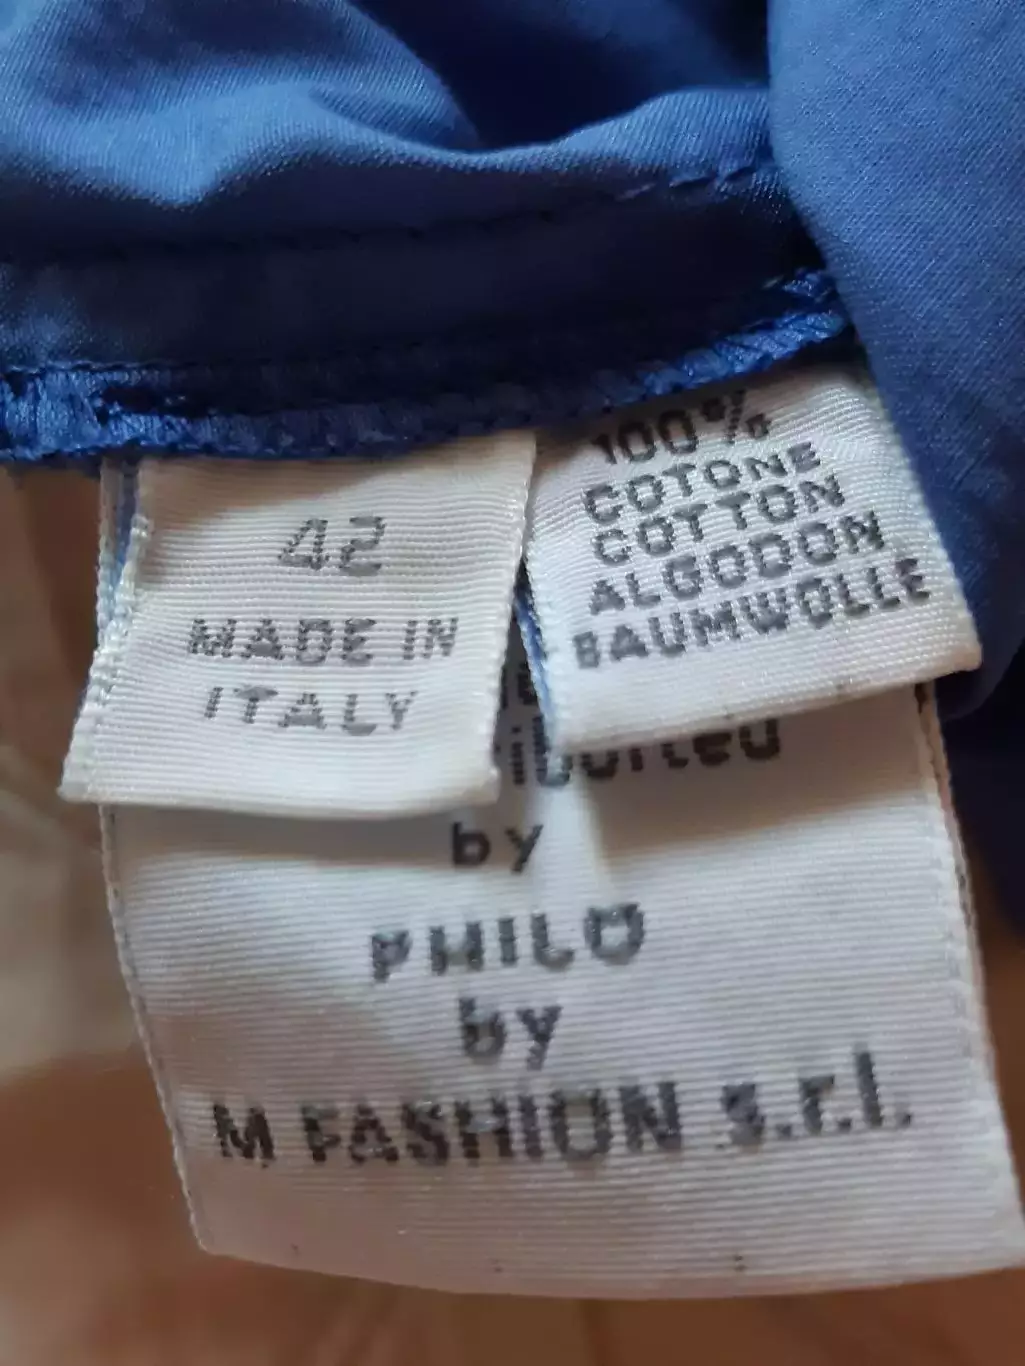 42
MADE IN
ITALY
100%
COTONE
COTTON
ALGODON
BAUMWOLLE
by
PHILO
by
M FASHION s.r.l.